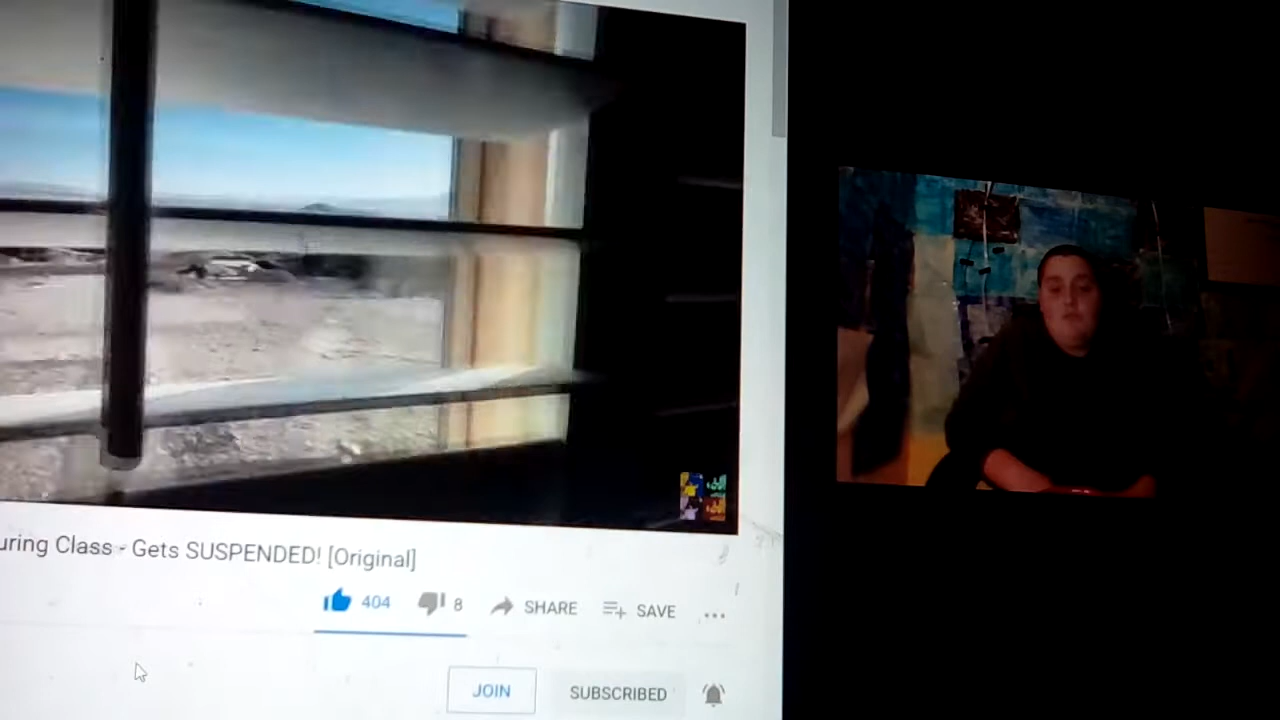 uring Class - Gets SUSPENDED! [Original]
404 8 SHARE SAVE
JOIN SUBSCRIBED